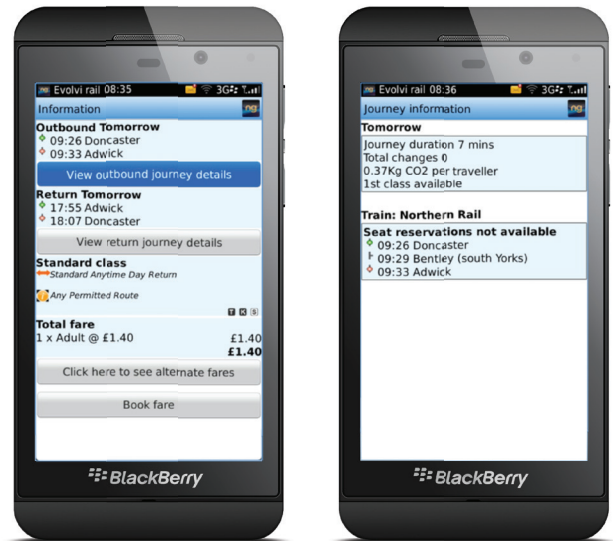 Evolvi rail 08:35
3G
Information
ng
Outbound Tomorrow
09:26 Doncaster
09:33 Adwick
View outbound journey details
Return Tomorrow
17:55 Adwick
18:07 Doncaster
View return journey details
Standard class
Standard Anytime Day Return
Any Permitted Route
T K S
Total fare
1 x Adult @ £1.40 £1.40
£1.40
Click here to see alternate fares
Book fare
BlackBerry
Evolvi rail 08:36
3G
Journey information
ng
Tomorrow
Journey duration 7 mins
Total changes 0
0.37Kg CO2 per traveller
1st class available
Train: Northern Rail
Seat reservations not available
09:26 Doncaster
09:29 Bentley (south Yorks)
09:33 Adwick
BlackBerry